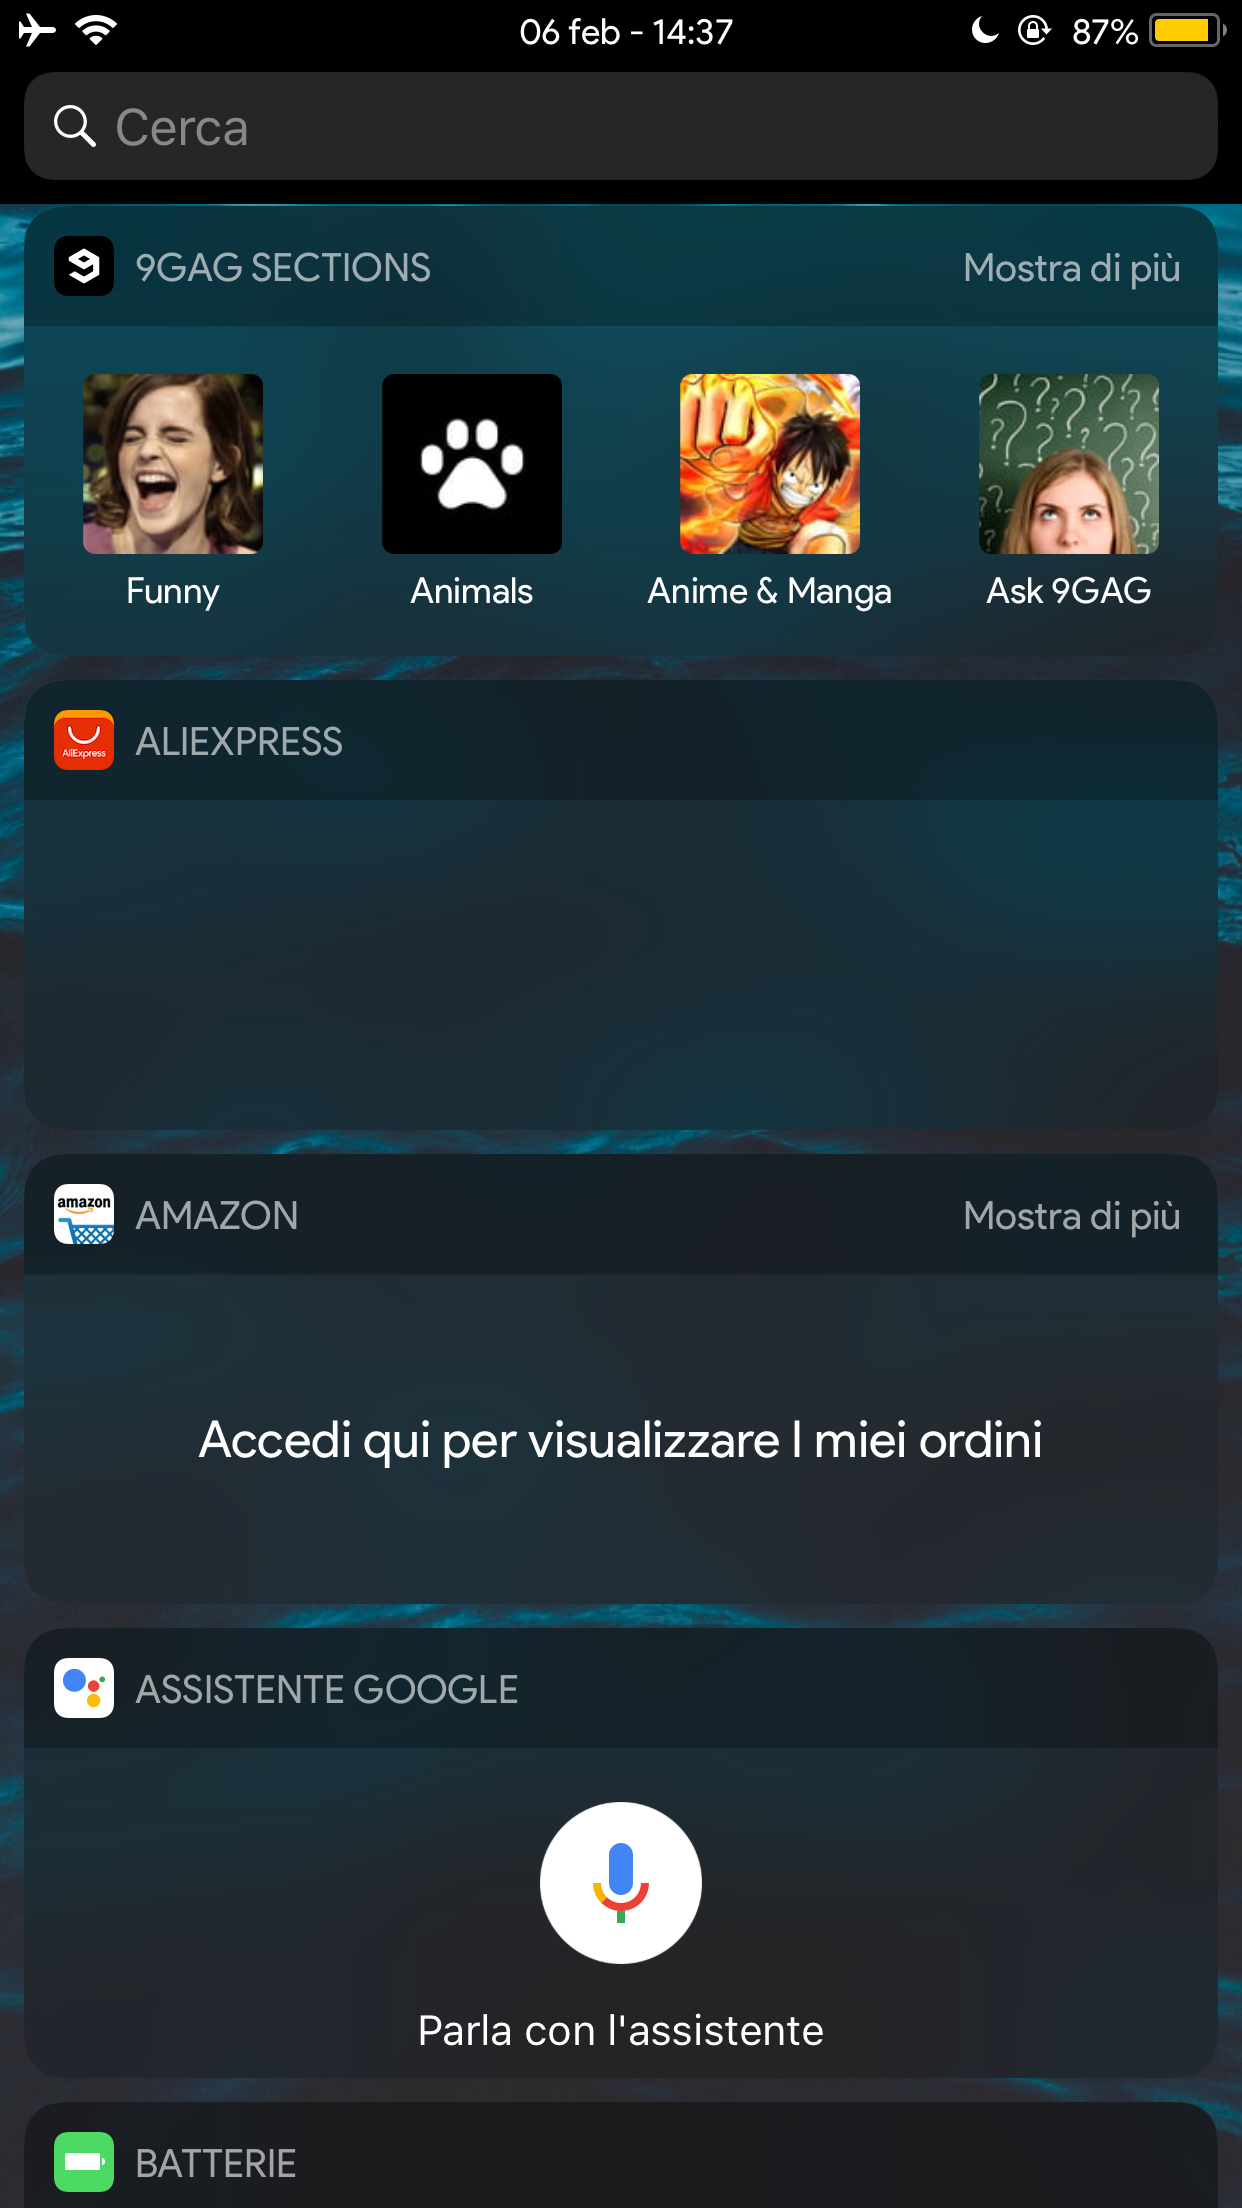 06 feb - 14:37
87%
Cerca
9GAG SECTIONS
Mostra di più
Funny
Animals
Anime & Manga
Ask 9GAG
AliExpress
ALIEXPRESS
amazon
AMAZON
Mostra di più
Accedi qui per visualizzare I miei ordini
ASSISTENTE GOOGLE
Parla con l'assistente
BATTERIE